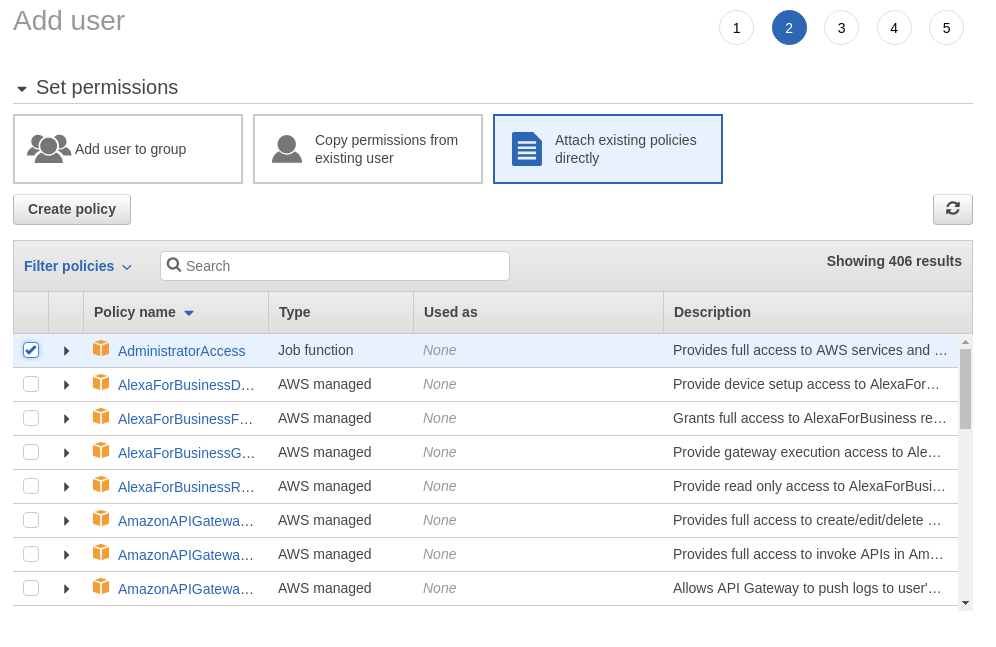 Add user
1 2 3 4 5
Set permissions
Add user to group
Copy permissions from
existing user
Attach existing policies
directly
Create policy
Filter policies
Search
Showing 406 results
Policy name Type Used as Description
AdministratorAccess Job function None Provides full access to AWS services and …
AlexaForBusinessD… AWS managed None Provide device setup access to AlexaFor…
AlexaForBusinessF… AWS managed None Grants full access to AlexaForBusiness re…
AlexaForBusinessG… AWS managed None Provide gateway execution access to Ale…
AlexaForBusinessR… AWS managed None Provide read only access to AlexaForBusi…
AmazonAPIGatewa… AWS managed None Provides full access to create/edit/delete …
AmazonAPIGatewa… AWS managed None Provides full access to invoke APIs in Am…
AmazonAPIGatewa… AWS managed None Allows API Gateway to push logs to user'…